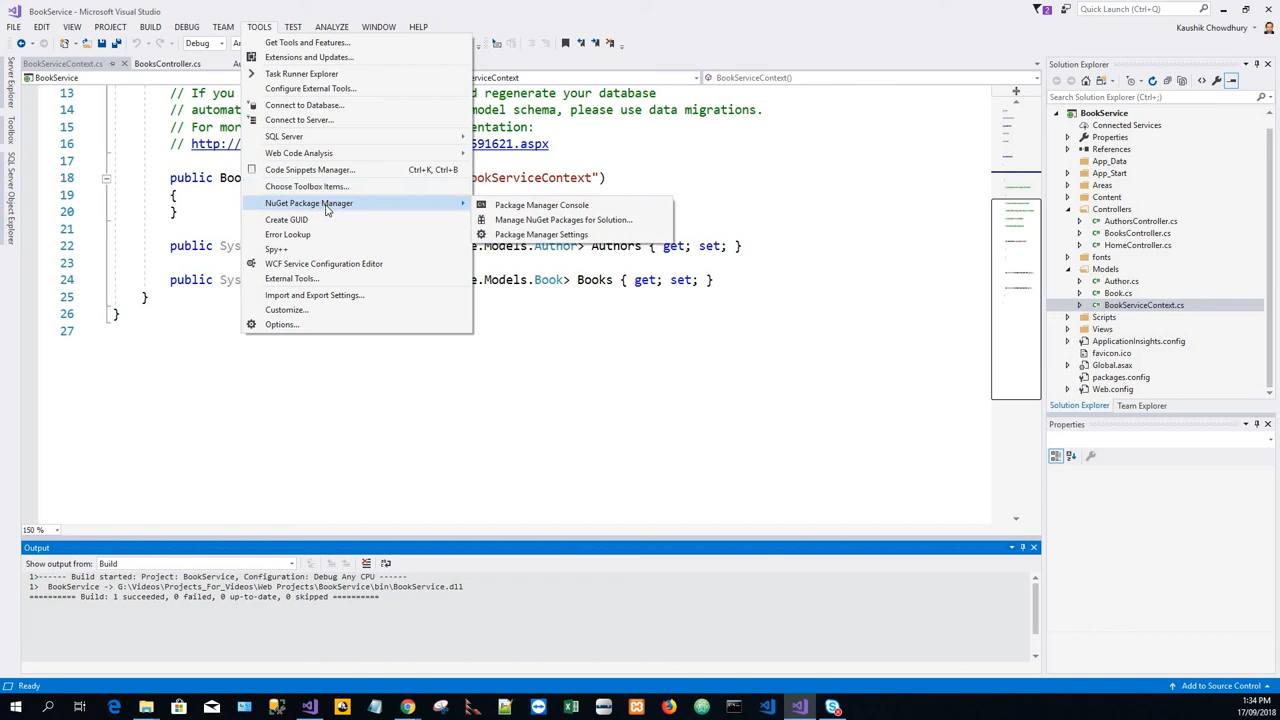 BookService - Microsoft Visual Studio
2
Quick Launch (Ctrl+Q)
FILE EDIT VIEW PROJECT BUILD DEBUG TEAM TOOLS TEST ANALYZE WINDOW HELP
Kaushik Chowdhury
Debug
BookServiceContext.cs
BooksController.cs
BookService
BookServiceContext()
Get Tools and Features...
Extensions and Updates...
Task Runner Explorer
Configure External Tools...
Connect to Database...
Connect to Server...
SQL Server
Web Code Analysis
Code Snippets Manager... Ctrl+K, Ctrl+B
Choose Toolbox Items...
NuGet Package Manager
Create GUID
Error Lookup
Spy++
WCF Service Configuration Editor
External Tools...
Import and Export Settings...
Customize...
Options...
Package Manager Console
Manage NuGet Packages for Solution...
Package Manager Settings
Server Explorer
Toolbox
SQL Server Object Explorer
13 // If you d regenerate your database
14 // automat model schema, please use data migrations.
15 // For mor entation:
16 // http:// 591621.aspx
17
18 public Boo ookServiceContext")
19 {
20 }
21
22 public Sys e.Models.Author> Authors { get; set; }
23
24 public Sys e.Models.Book> Books { get; set; }
25 }
26 }
27
150 %
Output
Show output from: Build
1>------ Build started: Project: BookService, Configuration: Debug Any CPU ------
1> BookService -> G:\Videos\Projects_For_Videos\Web Projects\BookService\bin\BookService.dll
========== Build: 1 succeeded, 0 failed, 0 up-to-date, 0 skipped ==========
Solution Explorer
Search Solution Explorer (Ctrl+;)
BookService
Connected Services
Properties
References
App_Data
App_Start
Areas
Content
Controllers
AuthorsController.cs
BooksController.cs
HomeController.cs
fonts
Models
Author.cs
Book.cs
BookServiceContext.cs
Scripts
Views
ApplicationInsights.config
favicon.ico
Global.asax
packages.config
Web.config
Solution Explorer Team Explorer
Properties
Ready
Add to Source Control
1:34 PM
17/09/2018